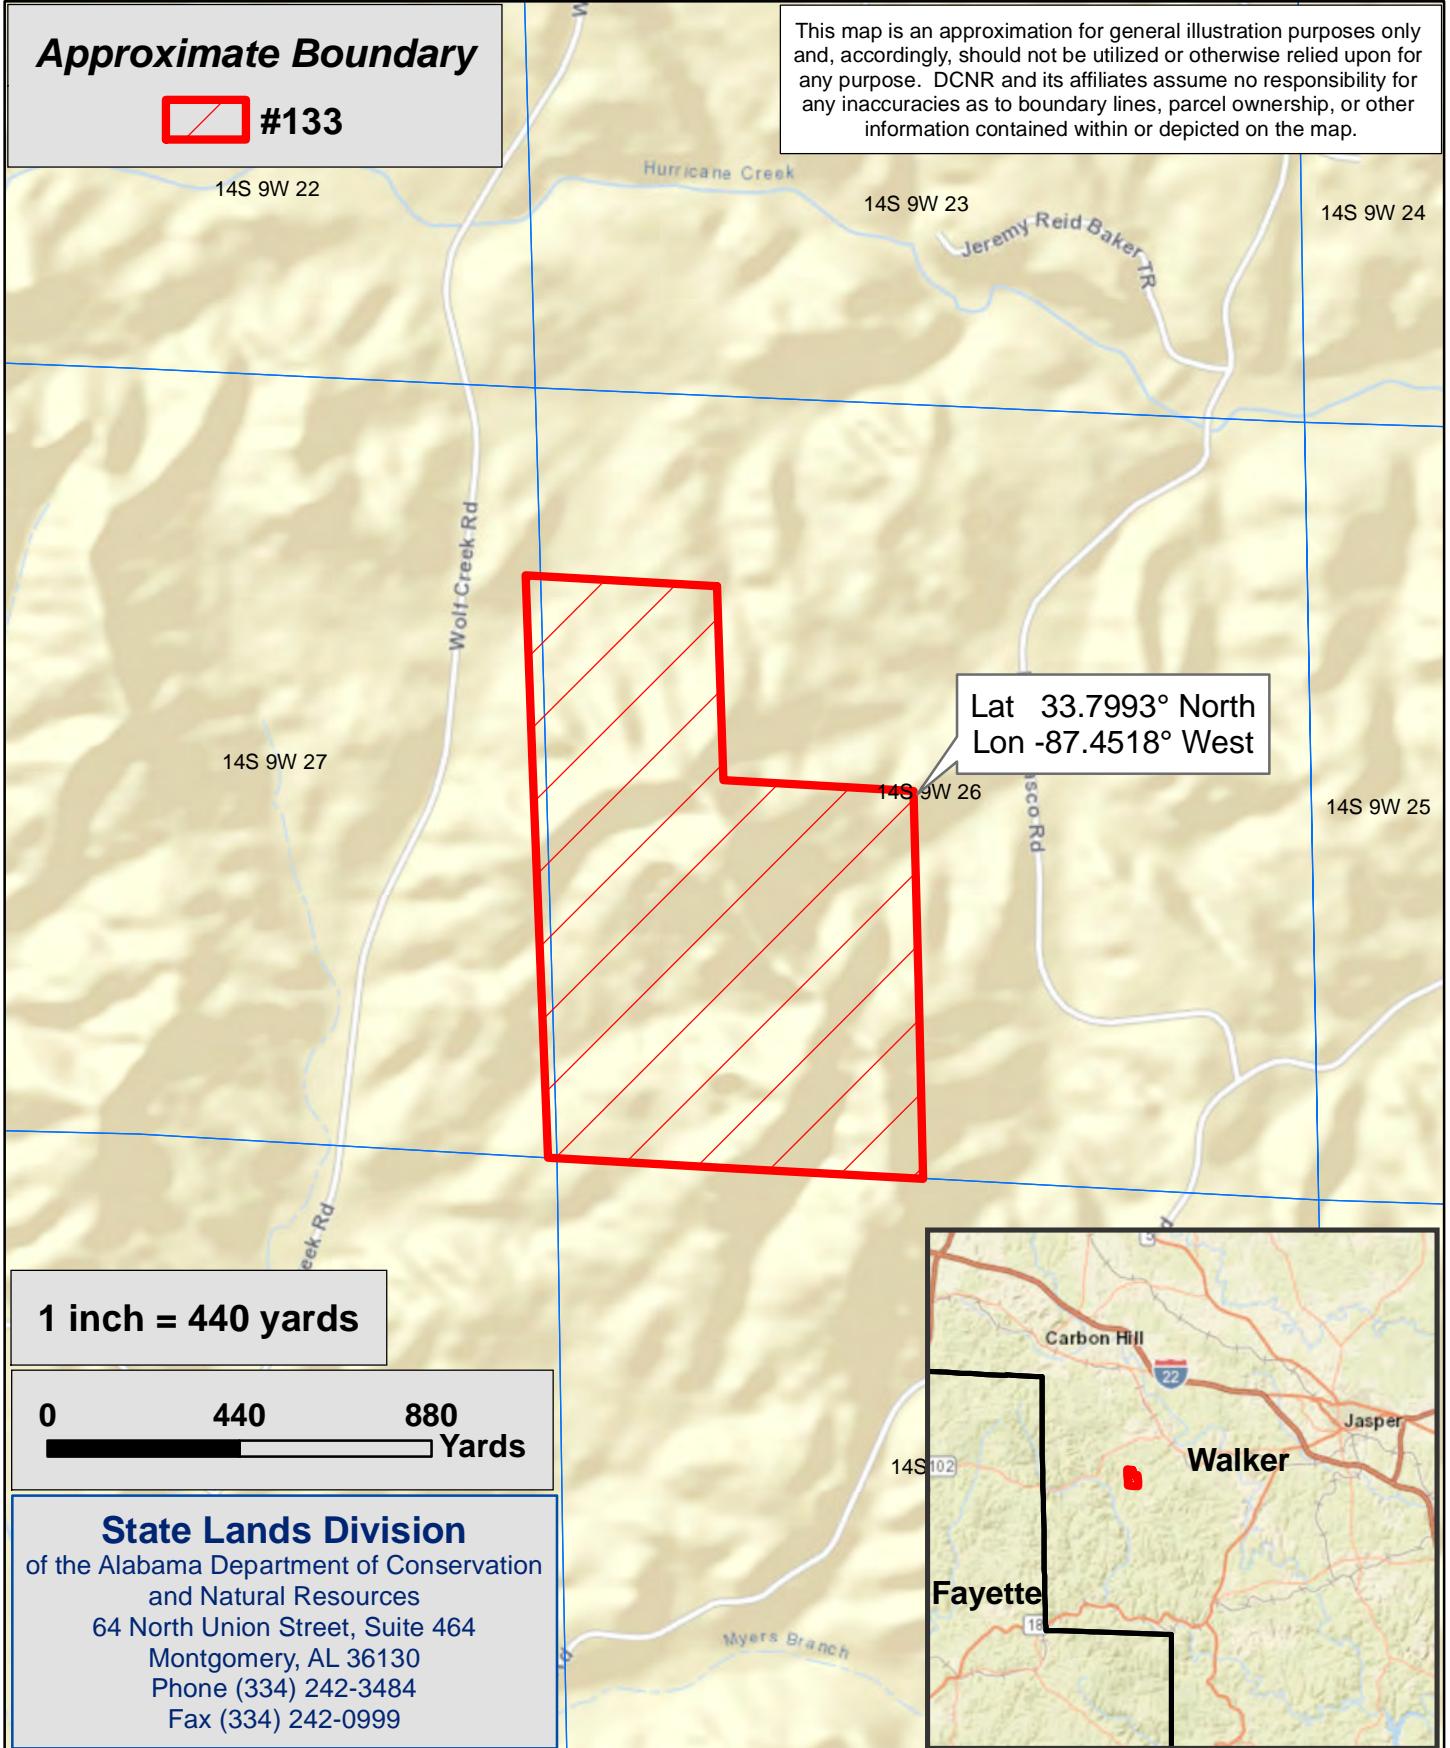 Approximate Boundary
#133
This map is an approximation for general illustration purposes only
and, accordingly, should not be utilized or otherwise relied upon for
any purpose.  DCNR and its affiliates assume no responsibility for
any inaccuracies as to boundary lines, parcel ownership, or other
information contained within or depicted on the map.
14S 9W 22
Hurricane Creek
14S 9W 23
14S 9W 24
Jeremy Reid Baker TR
Wolf Creek Rd
Lat   33.7993° North
Lon -87.4518° West
14S 9W 27
14S 9W 26
14S 9W 25
sco Rd
eek Rd
1 inch = 440 yards
0 440 880
Yards
State Lands Division
of the Alabama Department of Conservation
and Natural Resources
64 North Union Street, Suite 464
Montgomery, AL 36130
Phone (334) 242-3484
Fax (334) 242-0999
Myers Branch
14S
Carbon Hill
22
Jasper
102
Walker
Fayette
18